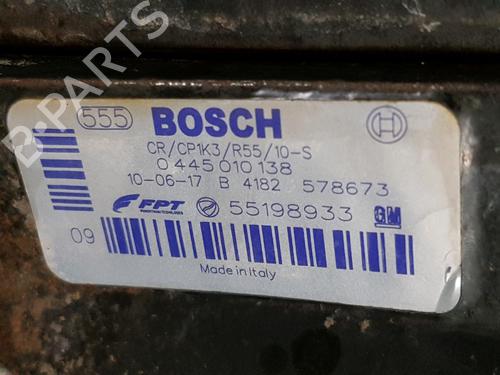 555 BOSCH
CR/CP1K3/R55/10-S
0 445 010 138
10-06-17 B 4182 578673
FPT 55198933 GM
09
Made in Italy
B-PARTS